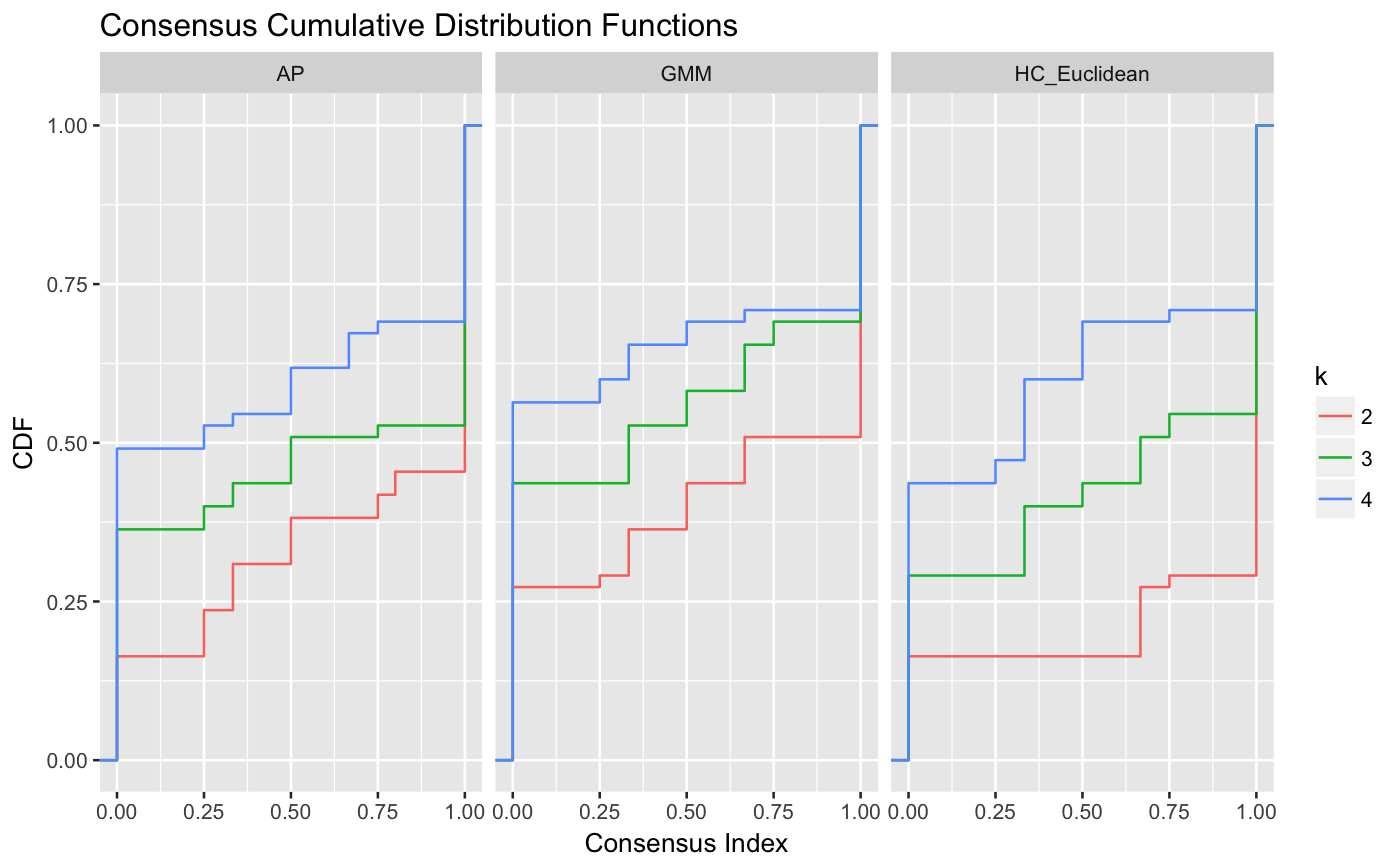 Consensus Cumulative Distribution Functions
AP GMM HC_Euclidean
1.00
0.75
0.50
0.25
0.00
CDF
0.00 0.25 0.50 0.75 1.00 0.00 0.25 0.50 0.75 1.00 0.00 0.25 0.50 0.75 1.00
Consensus Index
k
2
3
4